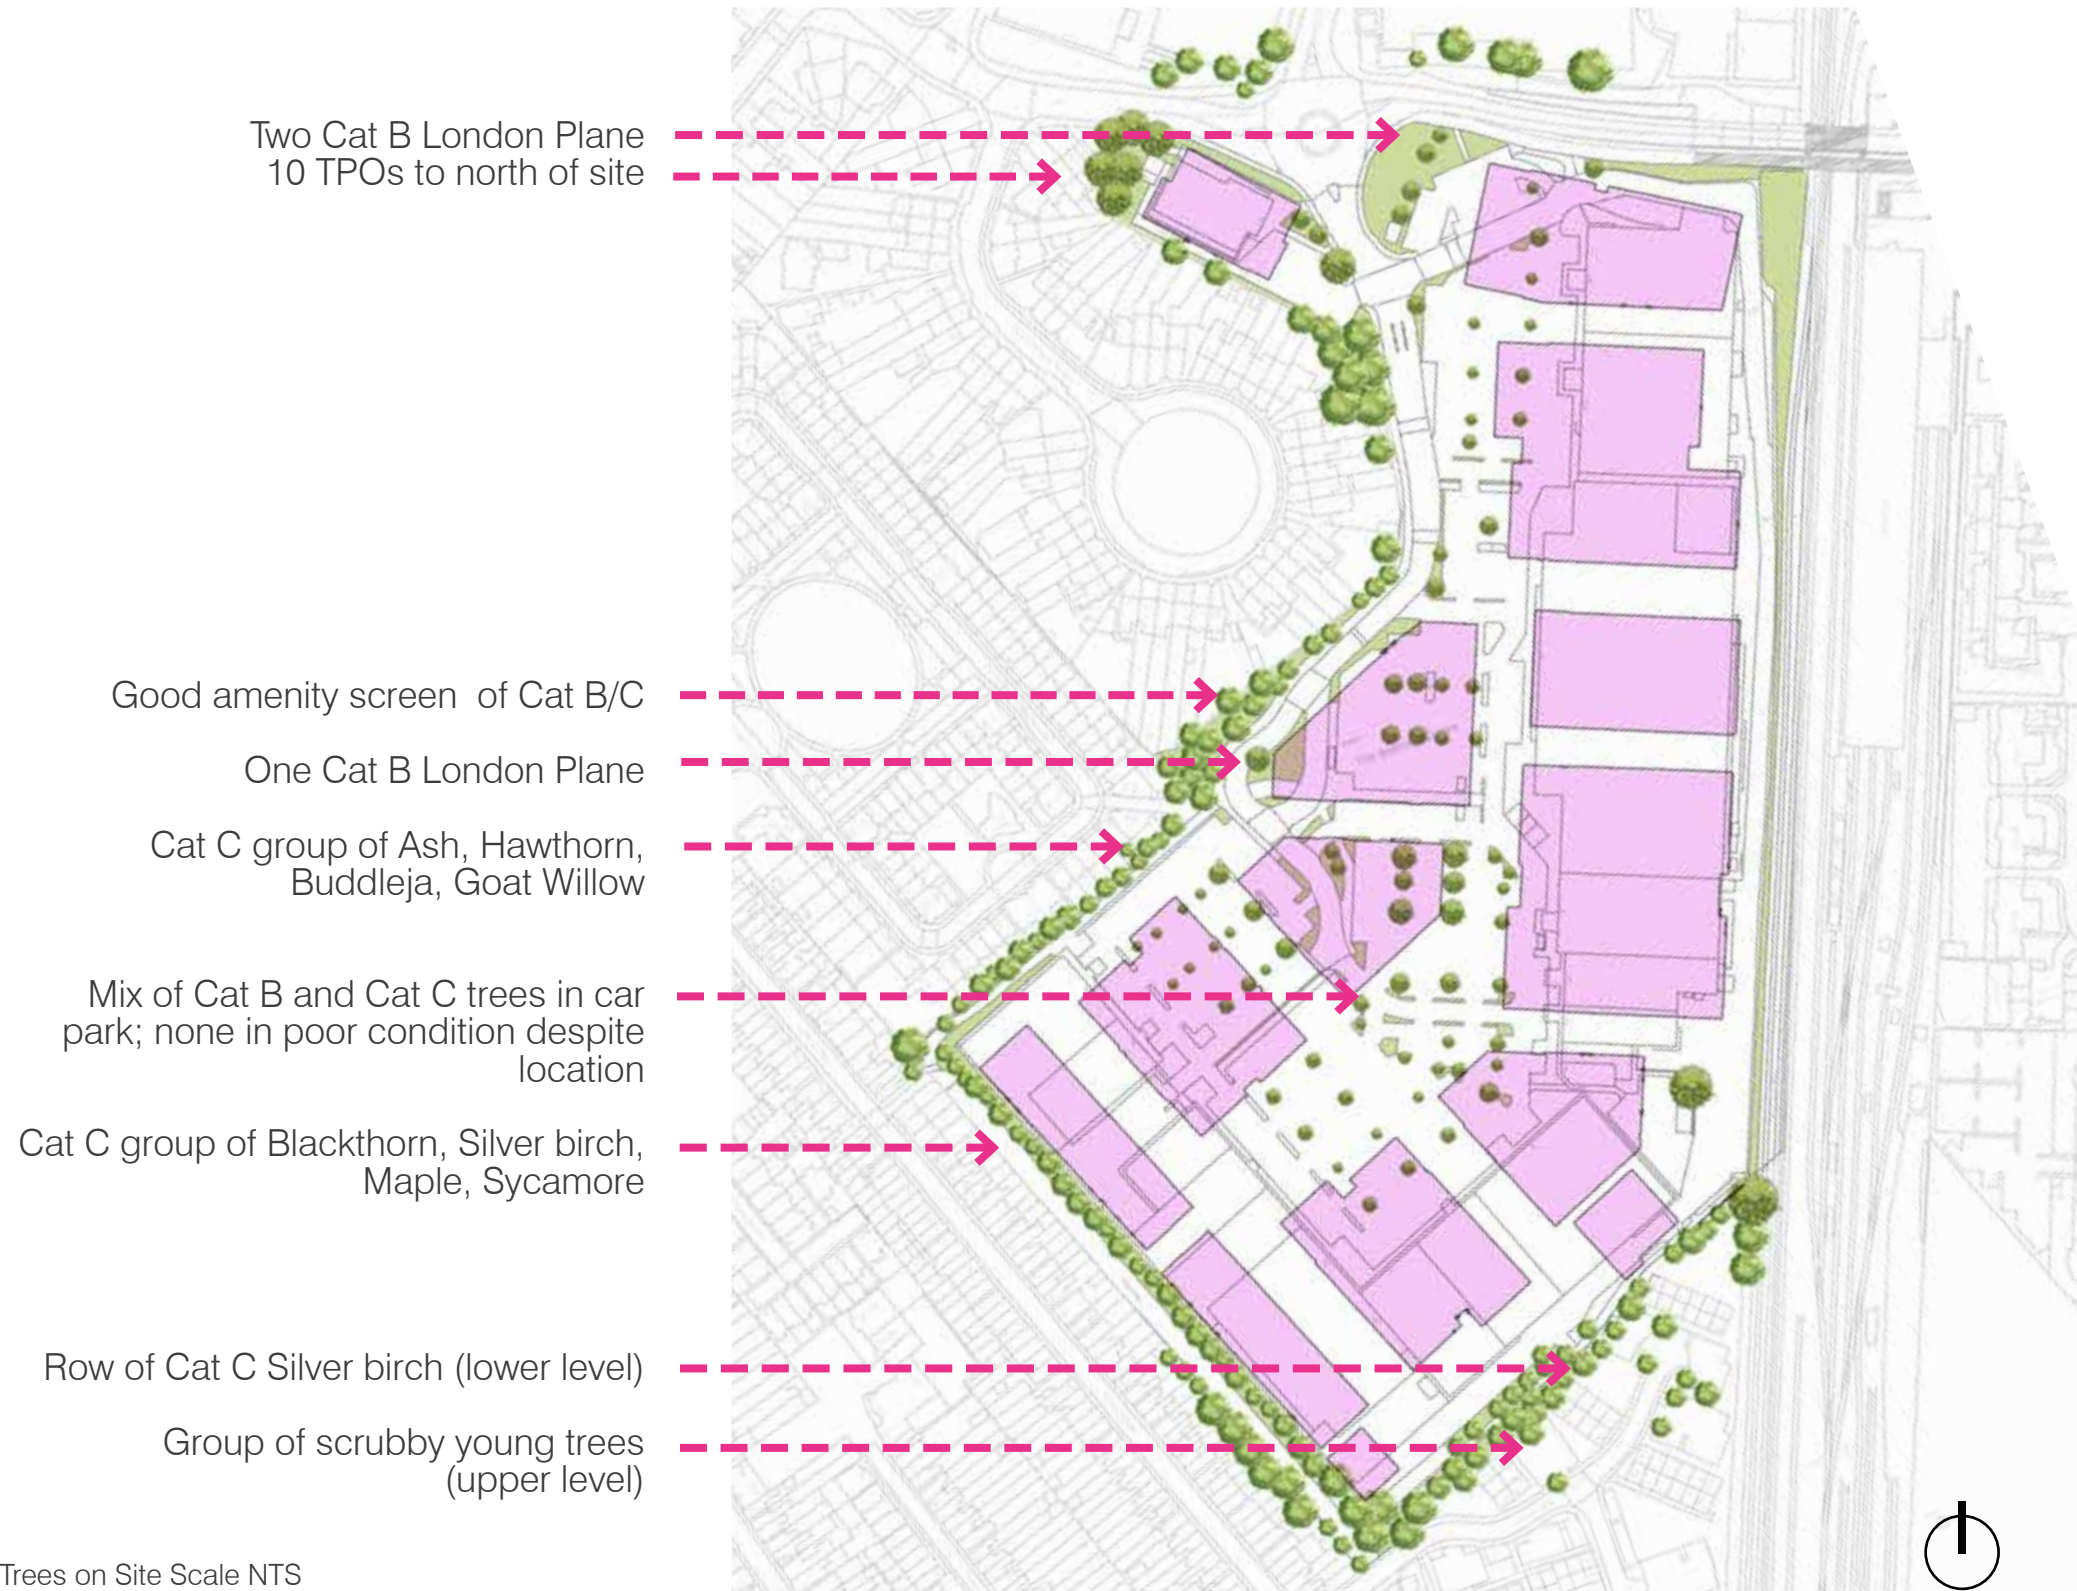 Two Cat B London Plane
10 TPOs to north of site
Good amenity screen  of Cat B/C
One Cat B London Plane
Cat C group of Ash, Hawthorn,
Buddleja, Goat Willow
Mix of Cat B and Cat C trees in car
park; none in poor condition despite
location
Cat C group of Blackthorn, Silver birch,
Maple, Sycamore
Row of Cat C Silver birch (lower level)
Group of scrubby young trees
(upper level)
Trees on Site Scale NTS